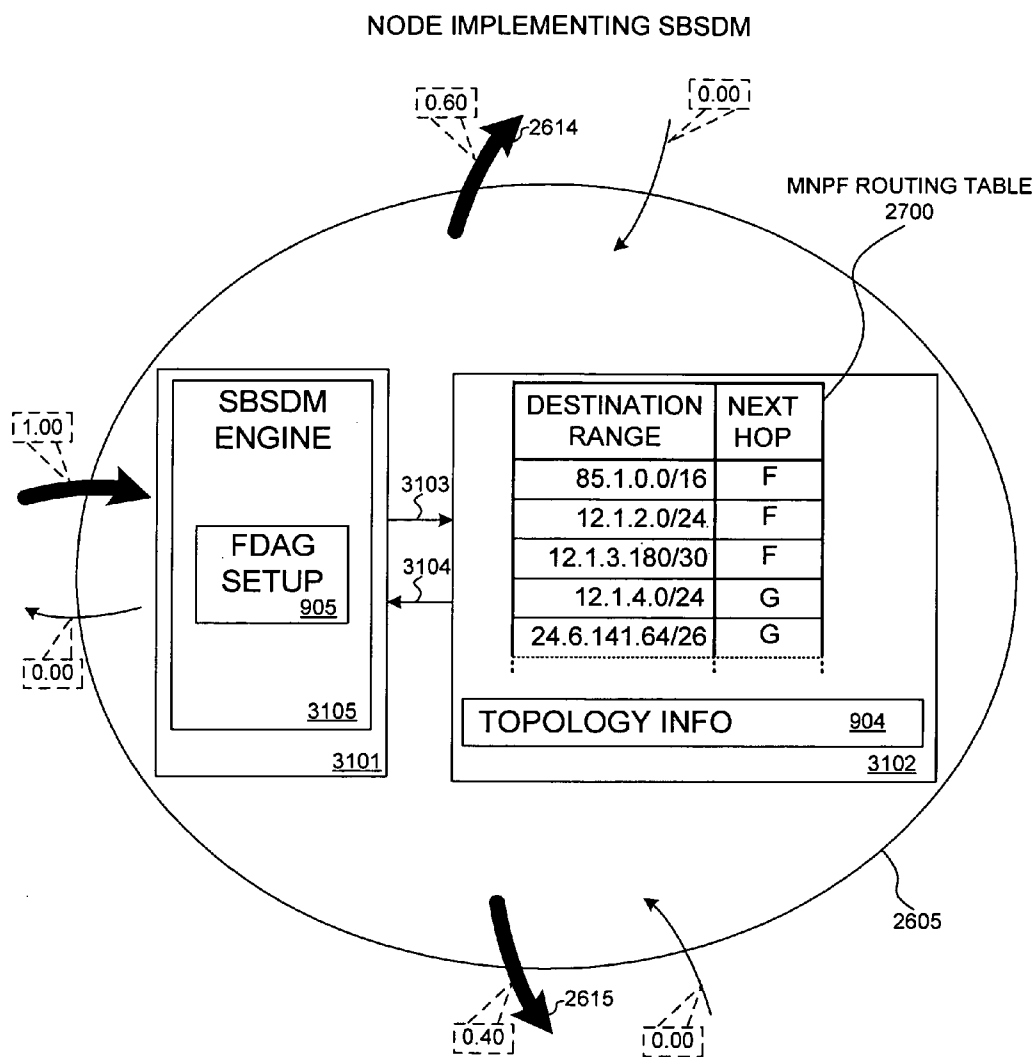 NODE IMPLEMENTING SBSDM
0.60
2614
0.00
MNPF ROUTING TABLE
2700
1.00
SBSDM
ENGINE
FDAG
SETUP
905
3105
3101
3103
3104
DESTINATION RANGE NEXT HOP
85.1.0.0/16 F
12.1.2.0/24 F
12.1.3.180/30 F
12.1.4.0/24 G
24.6.141.64/26 G
TOPOLOGY INFO 904
3102
0.00
2605
2615
0.40
0.00